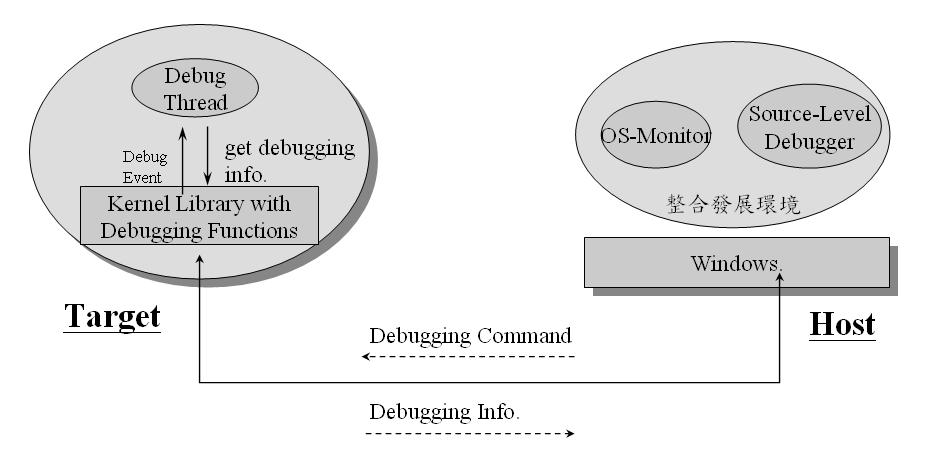 Debug
Thread
Debug
Event
get debugging
info.
Kernel Library with
Debugging Functions
Target
OS-Monitor
Source-Level
Debugger
整合發展環境
Windows.
Host
Debugging Command
Debugging Info.